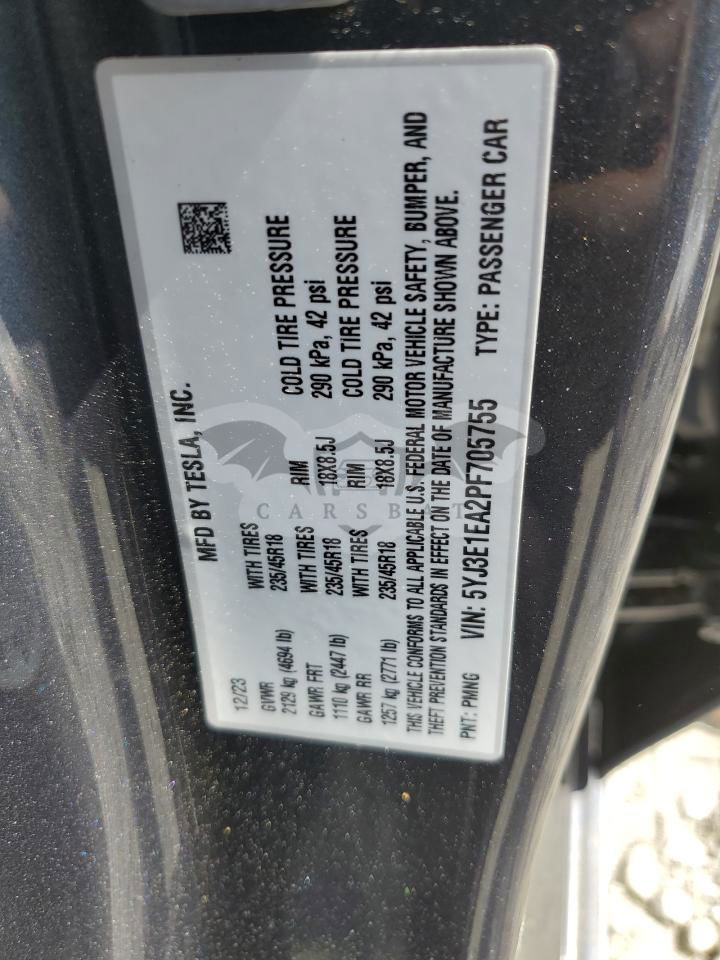 MFD BY TESLA, INC.
12/23
GVWR WITH TIRES RIM COLD TIRE PRESSURE
2129 kg (4694 lb) 235/45R18 18X8.5J 290 kPa, 42 psi
GAWR FRT WITH TIRES RIM COLD TIRE PRESSURE
1110 kg (2447 lb) 235/45R18 18X8.5J 290 kPa, 42 psi
GAWR RR WITH TIRES
1257 kg (2771 lb) 235/45R18
THIS VEHICLE CONFORMS TO ALL APPLICABLE U.S. FEDERAL MOTOR VEHICLE SAFETY, BUMPER, AND
THEFT PREVENTION STANDARDS IN EFFECT ON THE DATE OF MANUFACTURE SHOWN ABOVE.
PNT: PMNG VIN: 5YJ3E1EA2PF705755 TYPE: PASSENGER CAR
CARSBAT